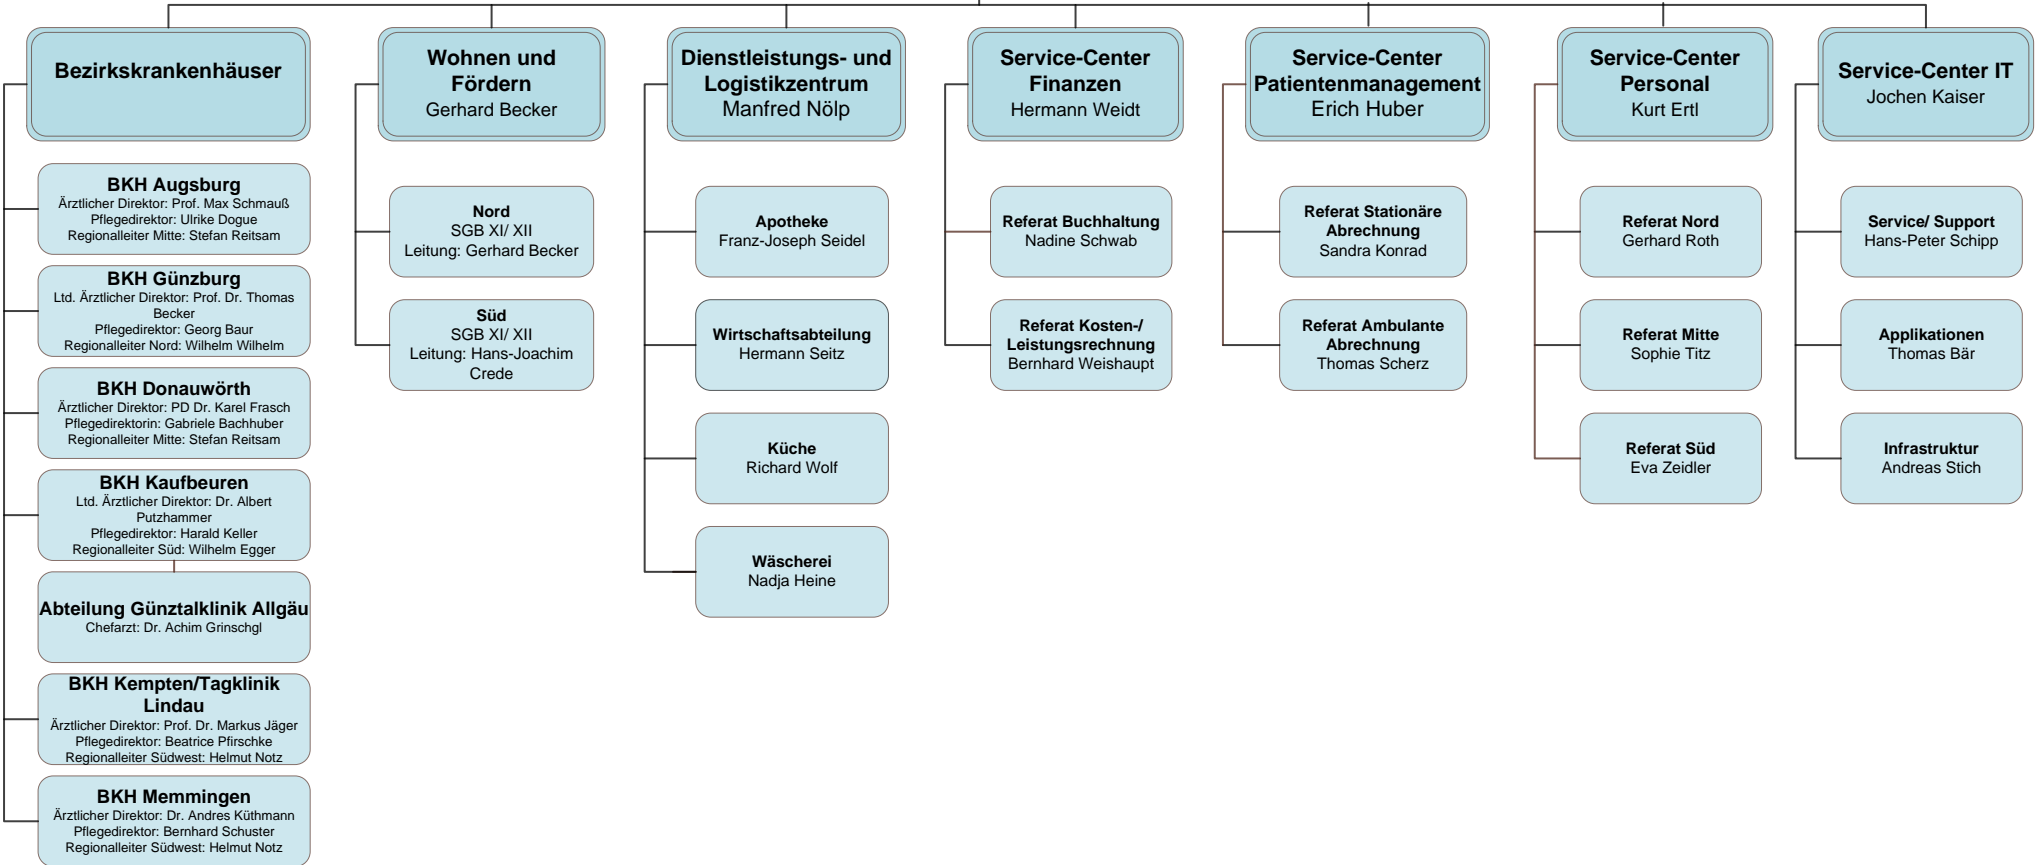 Bezirkskrankenhäuser
BKH Augsburg
Ärztlicher Direktor: Prof. Max Schmauß
Pflegedirektor: Ulrike Dogue
Regionalleiter Mitte: Stefan Reitsam
BKH Günzburg
Ltd. Ärztlicher Direktor: Prof. Dr. Thomas
Becker
Pflegedirektor: Georg Baur
Regionalleiter Nord: Wilhelm Wilhelm
BKH Donauwörth
Ärztlicher Direktor: PD Dr. Karel Frasch
Pflegedirektorin: Gabriele Bachhuber
Regionalleiter Mitte: Stefan Reitsam
BKH Kaufbeuren
Ltd. Ärztlicher Direktor: Dr. Albert
Putzhammer
Pflegedirektor: Harald Keller
Regionalleiter Süd: Wilhelm Egger
Abteilung Günztalklinik Allgäu
Chefarzt: Dr. Achim Grinschgl
BKH Kempten/Tagklinik
Lindau
Ärztlicher Direktor: Prof. Dr. Markus Jäger
Pflegedirektor: Beatrice Pfirschke
Regionalleiter Südwest: Helmut Notz
BKH Memmingen
Ärztlicher Direktor: Dr. Andres Küthmann
Pflegedirektor: Bernhard Schuster
Regionalleiter Südwest: Helmut Notz
Wohnen und
Fördern
Gerhard Becker
Nord
SGB XI/ XII
Leitung: Gerhard Becker
Süd
SGB XI/ XII
Leitung: Hans-Joachim
Crede
Dienstleistungs- und
Logistikzentrum
Manfred Nölp
Apotheke
Franz-Joseph Seidel
Wirtschaftsabteilung
Hermann Seitz
Küche
Richard Wolf
Wäscherei
Nadja Heine
Service-Center
Finanzen
Hermann Weidt
Referat Buchhaltung
Nadine Schwab
Referat Kosten-/
Leistungsrechnung
Bernhard Weishaupt
Service-Center
Patientenmanagement
Erich Huber
Referat Stationäre
Abrechnung
Sandra Konrad
Referat Ambulante
Abrechnung
Thomas Scherz
Service-Center
Personal
Kurt Ertl
Referat Nord
Gerhard Roth
Referat Mitte
Sophie Titz
Referat Süd
Eva Zeidler
Service-Center IT
Jochen Kaiser
Service/ Support
Hans-Peter Schipp
Applikationen
Thomas Bär
Infrastruktur
Andreas Stich